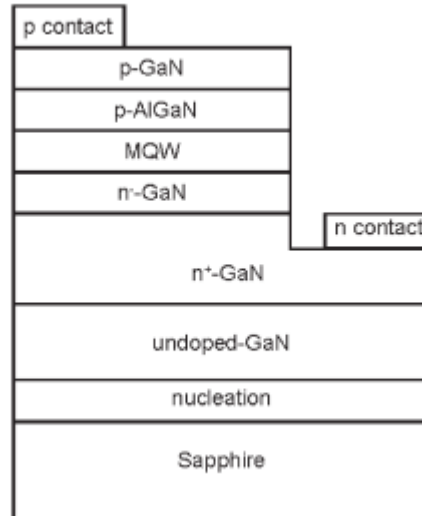 p contact
p-GaN
p-AlGaN
MQW
n⁻-GaN
n contact
n⁺-GaN
undoped-GaN
nucleation
Sapphire